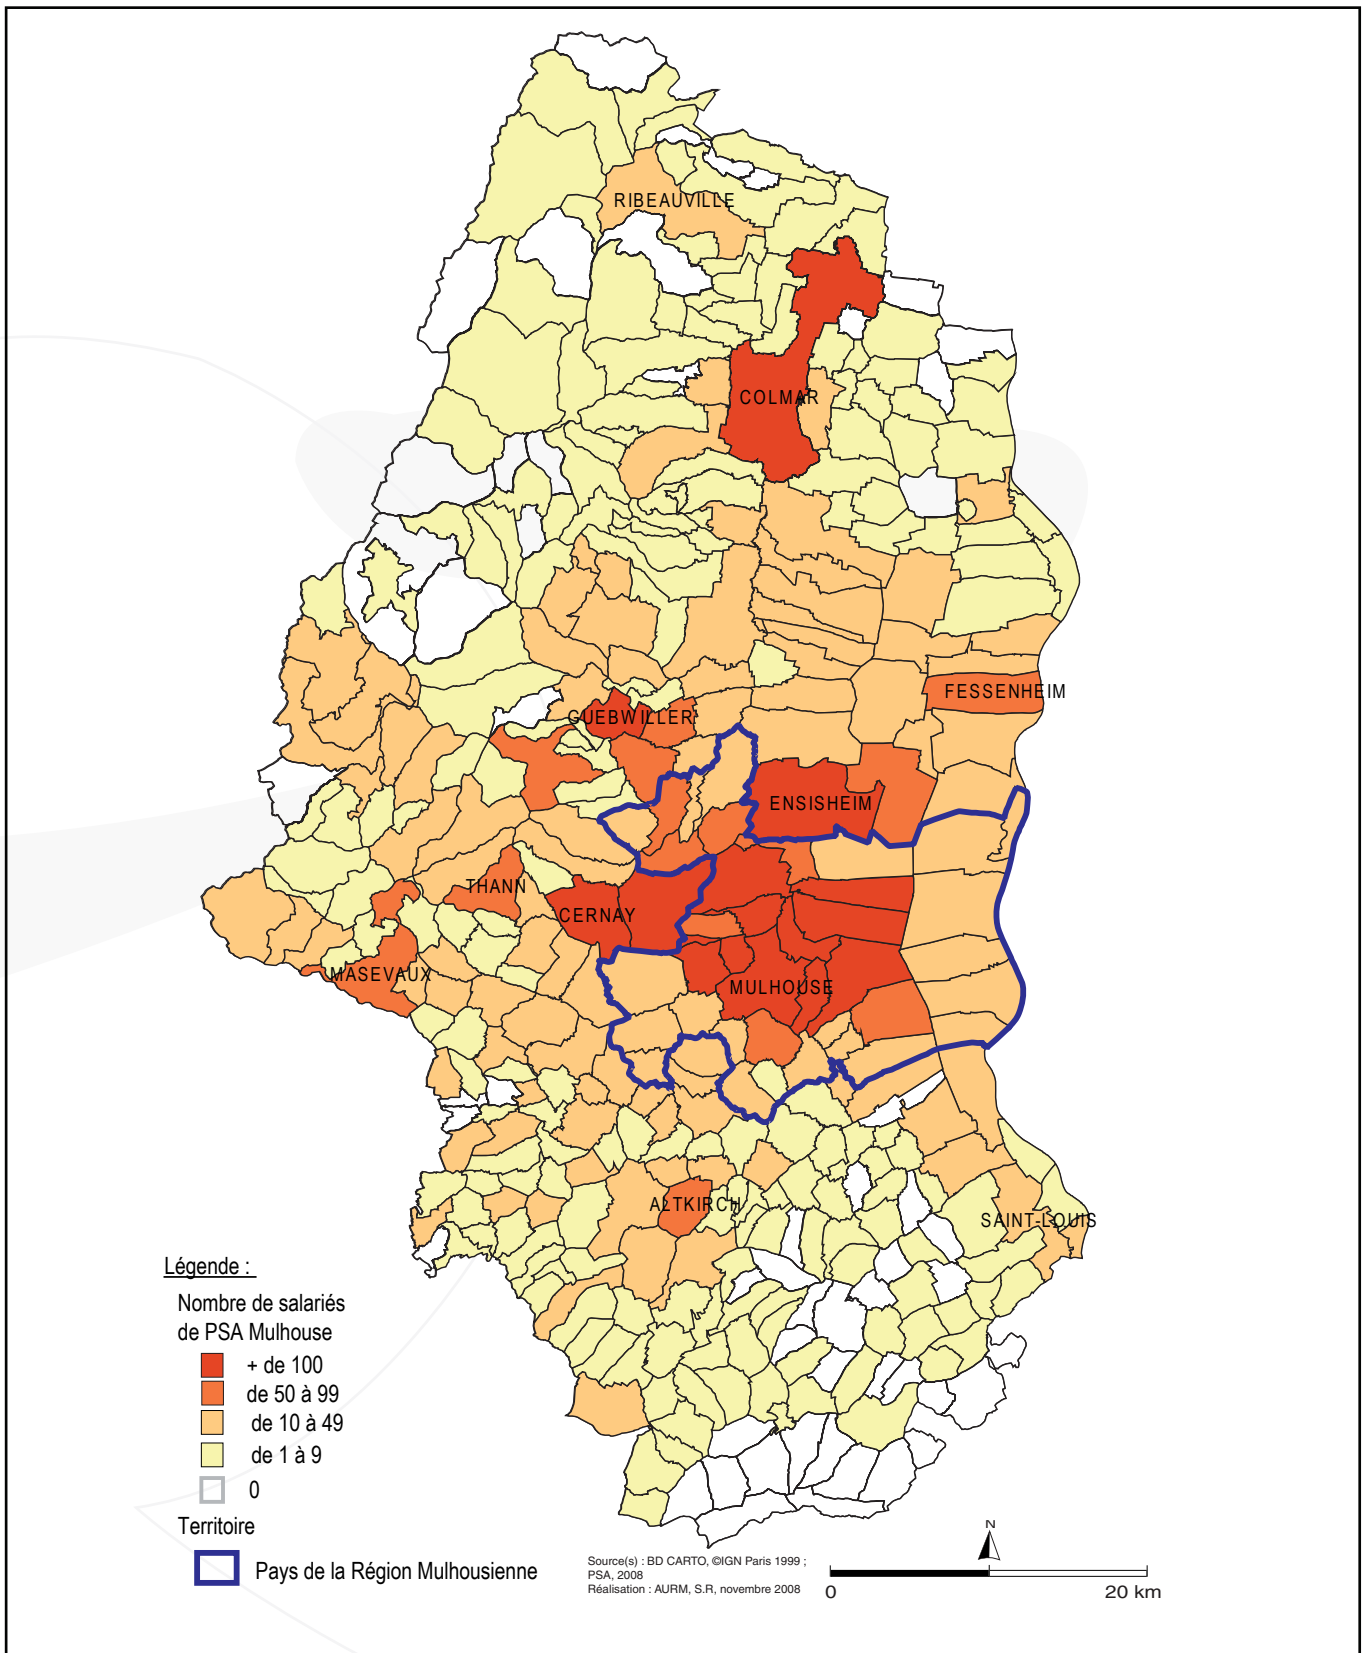 RIBEAUVILLE
COLMAR
FESSENHEIM
GUEBWILLER
ENSISHEIM
THANN
CERNAY
MASEVAUX
MULHOUSE
ALTKIRCH
SAINT-LOUIS
Légende :
Nombre de salariés
de PSA Mulhouse
+ de 100
de 50 à 99
de 10 à 49
de 1 à 9
0
Territoire
Pays de la Région Mulhousienne
Source(s) : BD CARTO, ©IGN Paris 1999 ;
PSA, 2008
Réalisation : AURM, S.R, novembre 2008
N
0 20 km